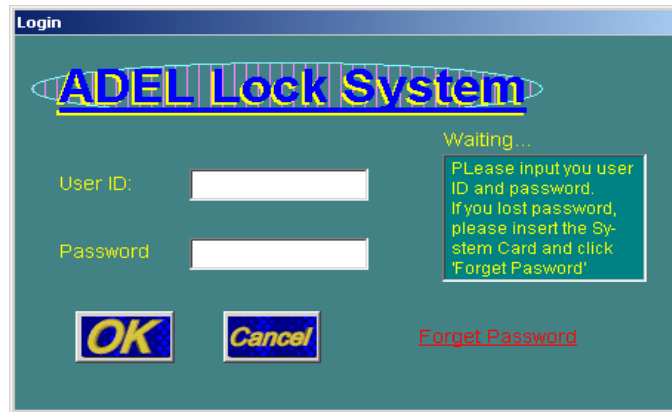 Login
ADEL Lock System
Waiting...
PLease input you user
ID and password.
If you lost password,
please insert the Sy-
stem Card and click
'Forget Pasword'
User ID:
Password
OK
Cancel
Forget Password